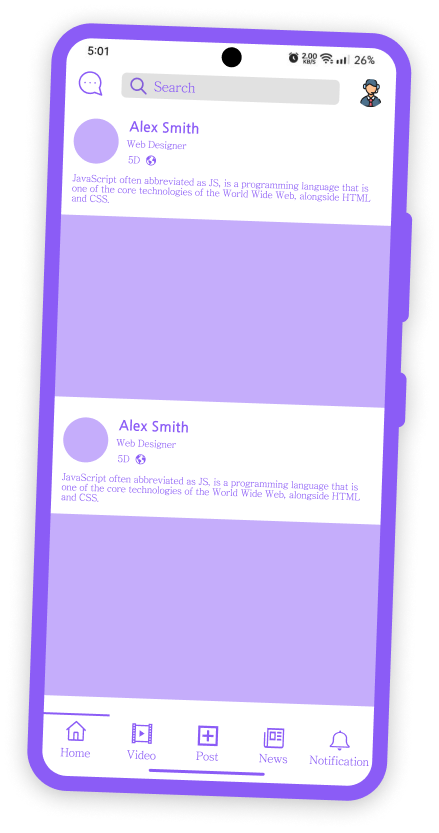 5:01
2.00 KB/S
26%
Search
Alex Smith
Web Designer
5D
JavaScript often abbreviated as JS, is a programming language that is
one of the core technologies of the World Wide Web, alongside HTML
and CSS.
Alex Smith
Web Designer
5D
JavaScript often abbreviated as JS, is a programming language that is
one of the core technologies of the World Wide Web, alongside HTML
and CSS.
Home Video Post News Notification